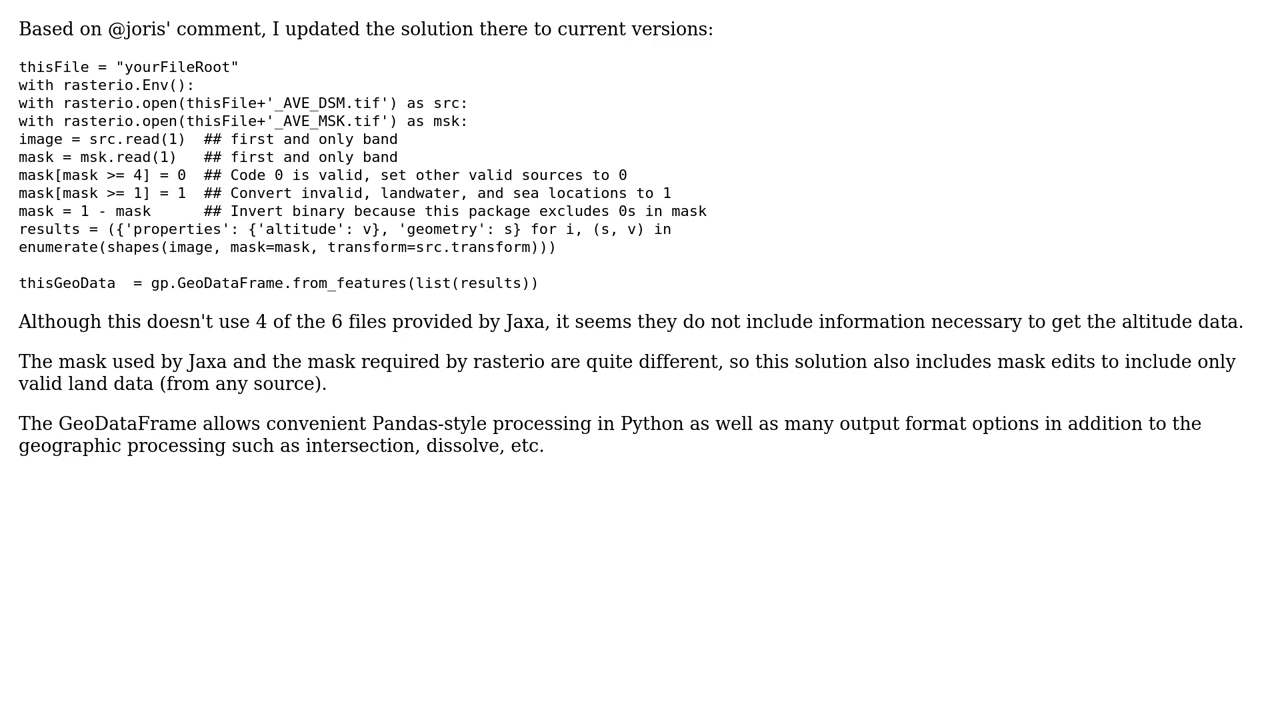 Based on @joris' comment, I updated the solution there to current versions:
thisFile = "yourFileRoot"
with rasterio.Env():
with rasterio.open(thisFile+'_AVE_DSM.tif') as src:
with rasterio.open(thisFile+'_AVE_MSK.tif') as msk:
image = src.read(1)  ## first and only band
mask = msk.read(1)   ## first and only band
mask[mask >= 4] = 0  ## Code 0 is valid, set other valid sources to 0
mask[mask >= 1] = 1  ## Convert invalid, landwater, and sea locations to 1
mask = 1 - mask      ## Invert binary because this package excludes 0s in mask
results = ({'properties': {'altitude': v}, 'geometry': s} for i, (s, v) in
enumerate(shapes(image, mask=mask, transform=src.transform)))
thisGeoData  = gp.GeoDataFrame.from_features(list(results))
Although this doesn't use 4 of the 6 files provided by Jaxa, it seems they do not include information necessary to get the altitude data.
The mask used by Jaxa and the mask required by rasterio are quite different, so this solution also includes mask edits to include only
valid land data (from any source).
The GeoDataFrame allows convenient Pandas-style processing in Python as well as many output format options in addition to the
geographic processing such as intersection, dissolve, etc.